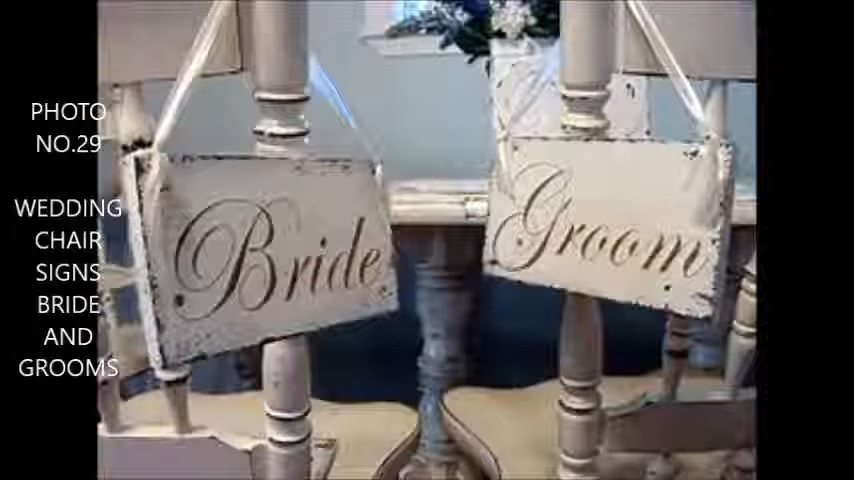 PHOTO
NO.29
WEDDING
CHAIR
SIGNS
BRIDE
AND
GROOMS
Bride
Groom